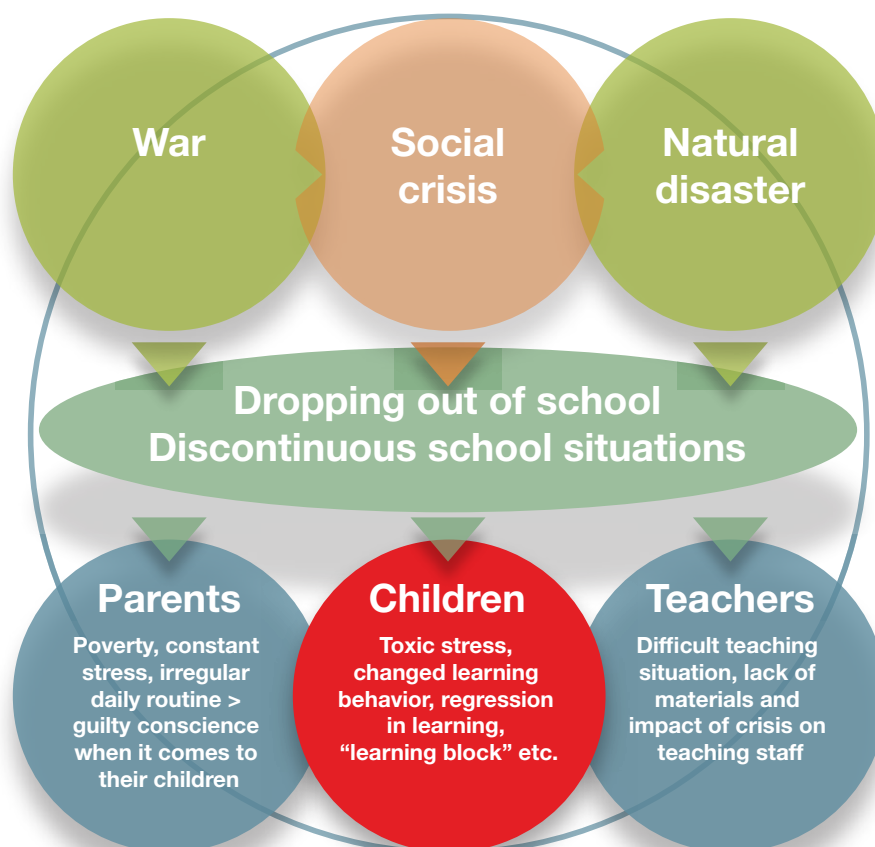 War
Social
crisis
Natural
disaster
Dropping out of school
Discontinuous school situations
Parents
Poverty, constant
stress, irregular
daily routine >
guilty conscience
when it comes to
their children
Children
Toxic stress,
changed learning
behavior, regression
in learning,
“learning block” etc.
Teachers
Difficult teaching
situation, lack of
materials and
impact of crisis on
teaching staff